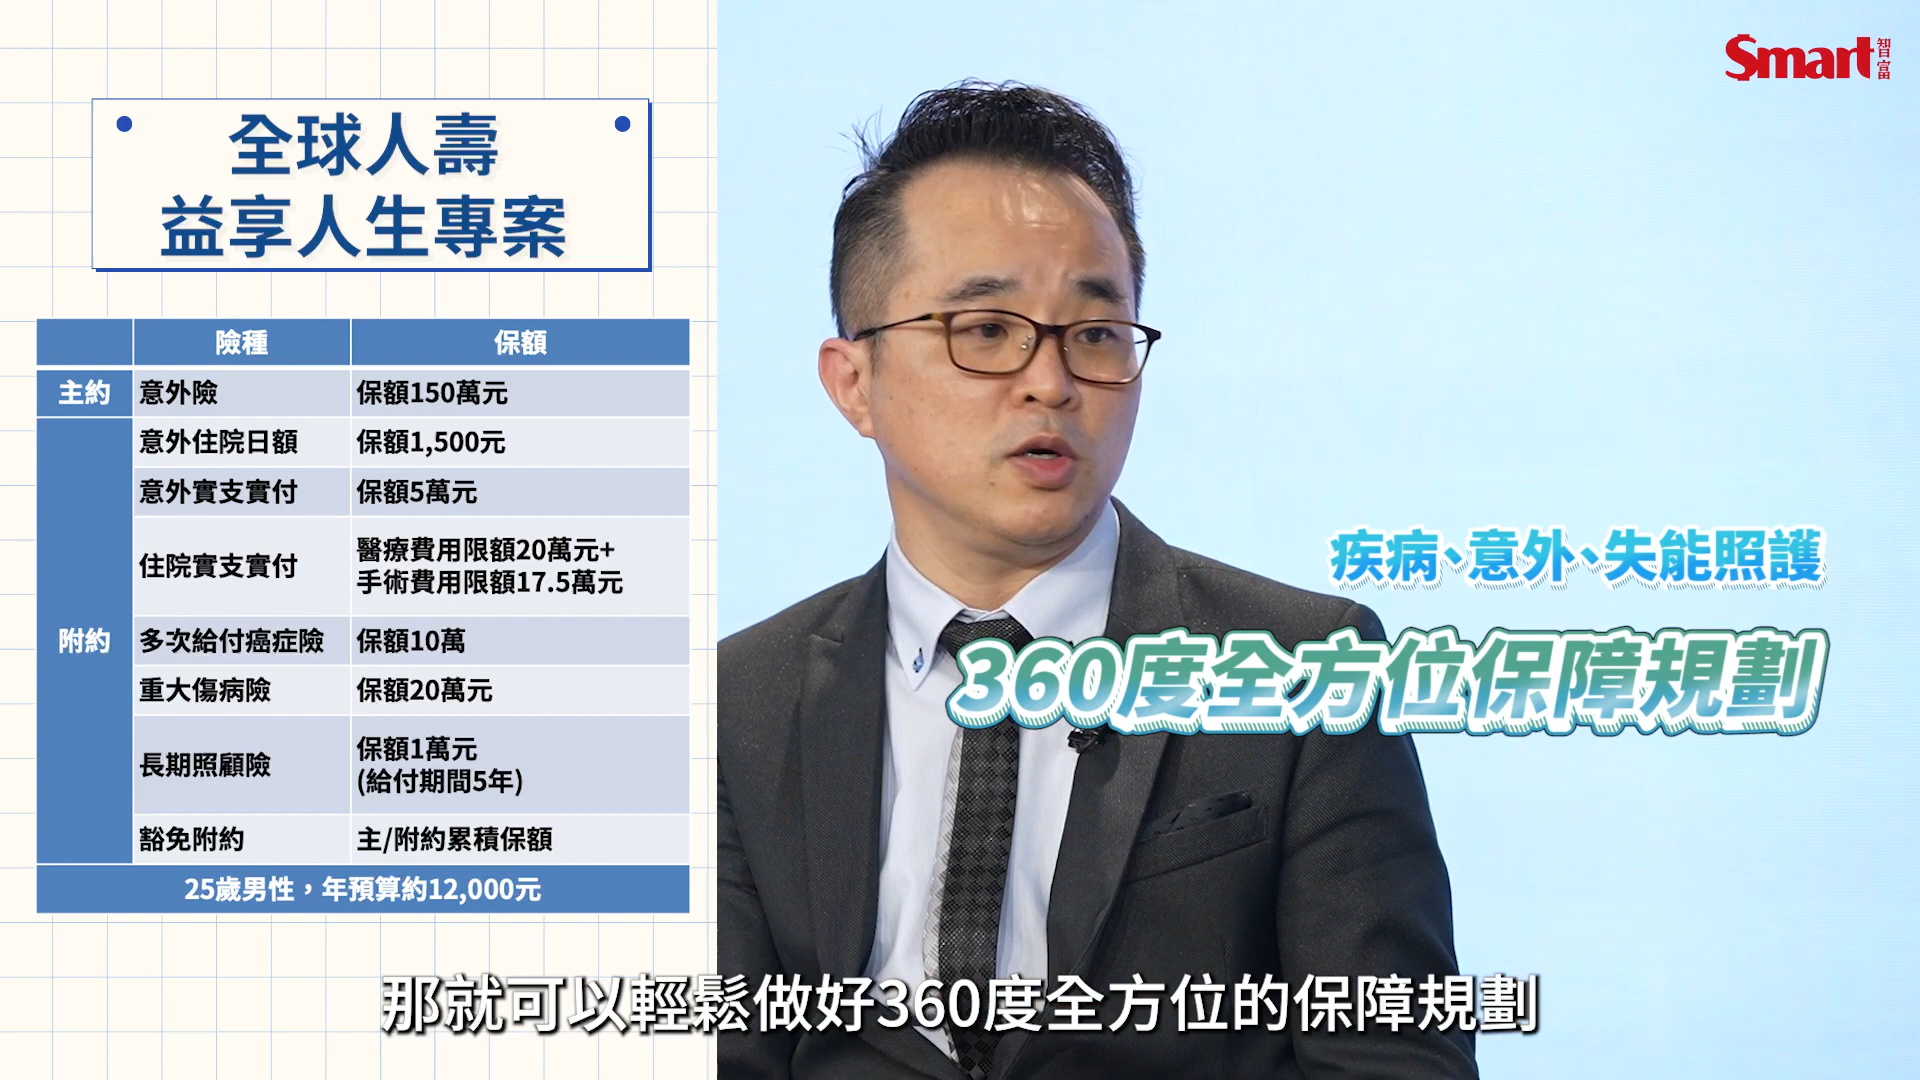 Smart智富
全球人壽
益享人生專案
險種 保額
主約 意外險 保額150萬元
附約
意外住院日額 保額1,500元
意外實支實付 保額5萬元
住院實支實付 醫療費用限額20萬元+
手術費用限額17.5萬元
多次給付癌症險 保額10萬
重大傷病險 保額20萬元
長期照顧險 保額1萬元
(給付期間5年)
豁免附約 主/附約累積保額
25歲男性，年預算約12,000元
疾病、意外、失能照護
360度全方位保障規劃
那就可以輕鬆做好360度全方位的保障規劃